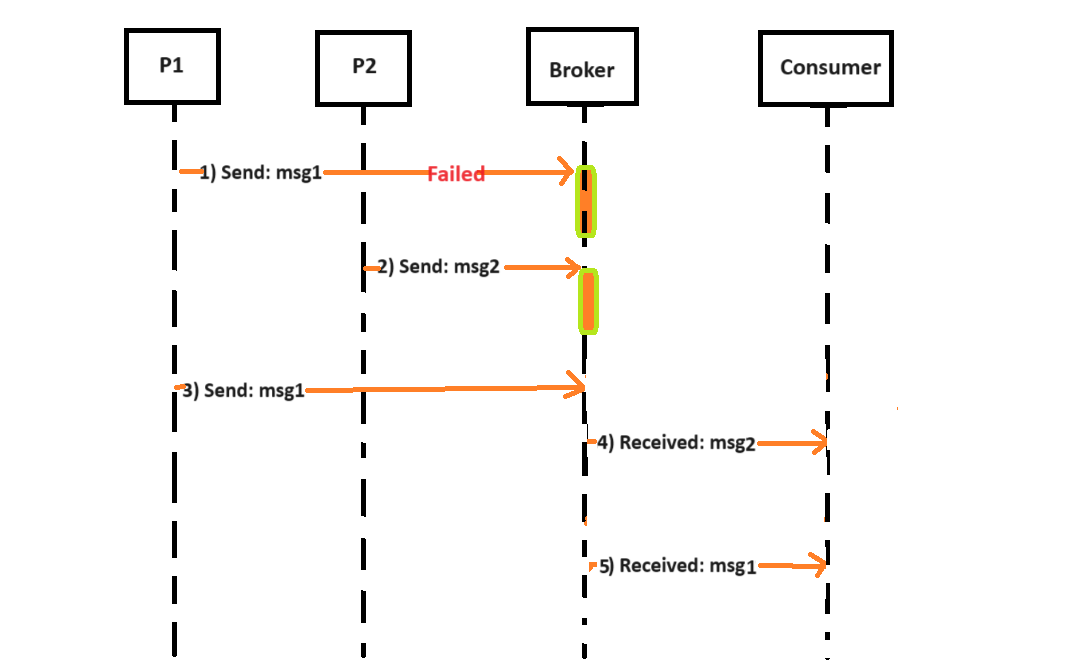 P1
P2
Broker
Consumer
1) Send: msg1
Failed
2) Send: msg2
3) Send: msg1
4) Received: msg2
5) Received: msg1